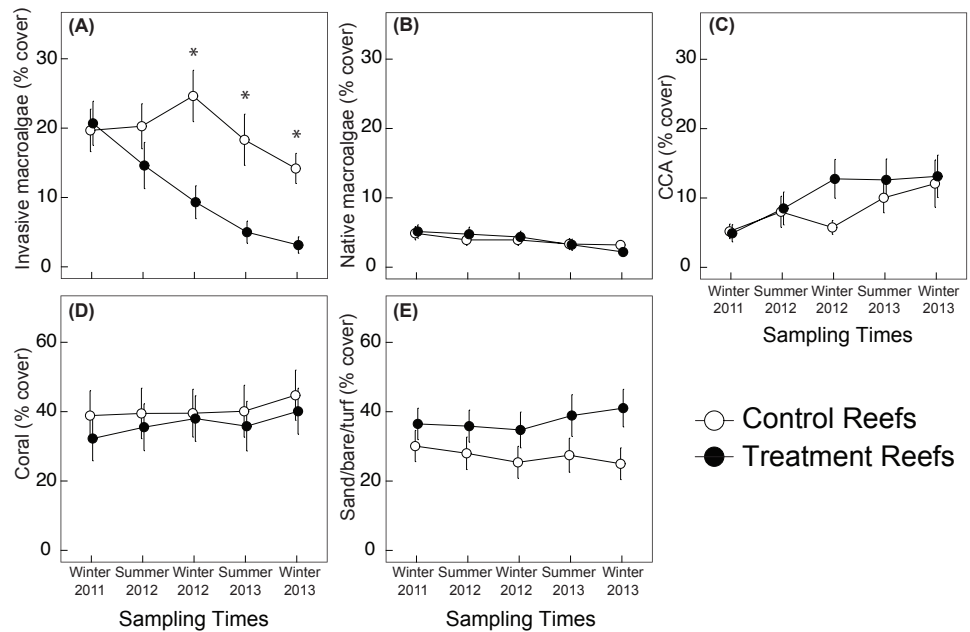 (A)
Invasive macroalgae (% cover)
30
20
10
0
*
*
*
(B)
Native macroalgae (% cover)
30
20
10
0
(C)
CCA (% cover)
30
20
10
0
Winter Summer Winter Summer Winter
2011 2012 2012 2013 2013
Sampling Times
(D)
Coral (% cover)
60
40
20
0
Winter Summer Winter Summer Winter
2011 2012 2012 2013 2013
Sampling Times
(E)
Sand/bare/turf (% cover)
60
40
20
0
Winter Summer Winter Summer Winter
2011 2012 2012 2013 2013
Sampling Times
Control Reefs
Treatment Reefs